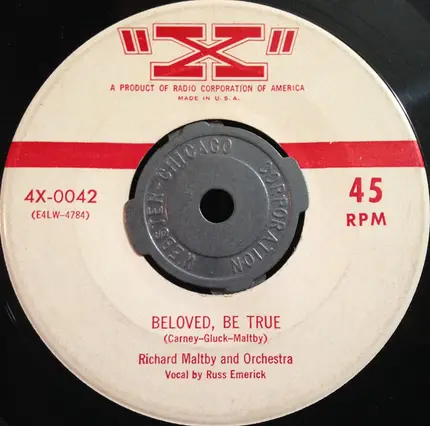 "X"
A PRODUCT OF RADIO CORPORATION OF AMERICA
MADE IN U.S.A.
4X-0042
(E4LW-4784)
45
RPM
WEBSTER-CHICAGO
CORPORATION
BELOVED, BE TRUE
(Carney-Gluck-Maltby)
Richard Maltby and Orchestra
Vocal by Russ Emerick